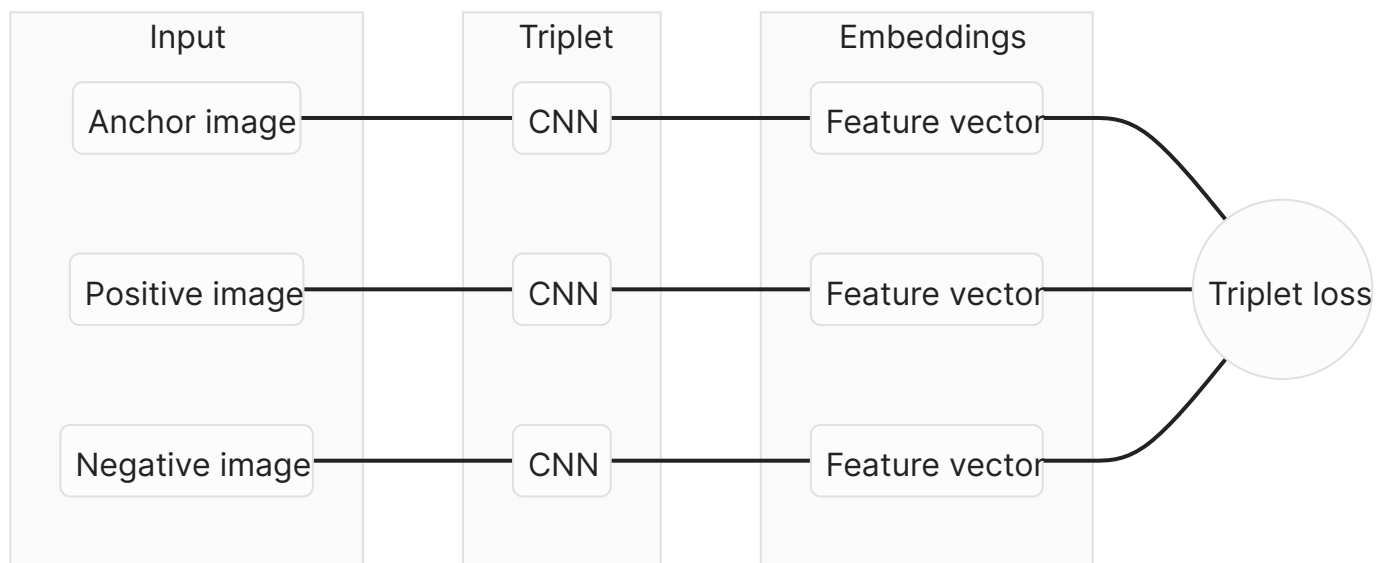 Input
Triplet
Embeddings
Anchor image
CNN
Feature vector
Positive image
CNN
Feature vector
Triplet loss
Negative image
CNN
Feature vector